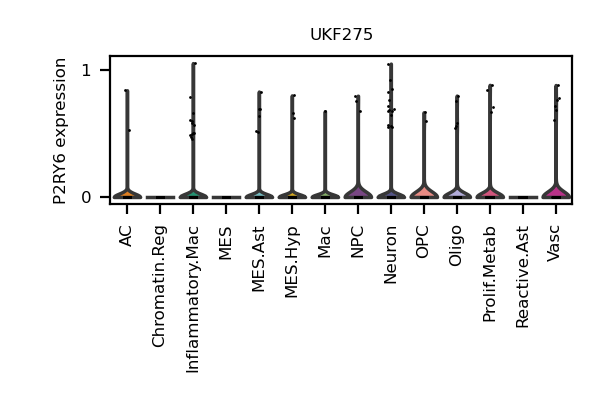 UKF275
P2RY6 expression
1
0
AC
Chromatin.Reg
Inflammatory.Mac
MES
MES.Ast
MES.Hyp
Mac
NPC
Neuron
OPC
Oligo
Prolif.Metab
Reactive.Ast
Vasc